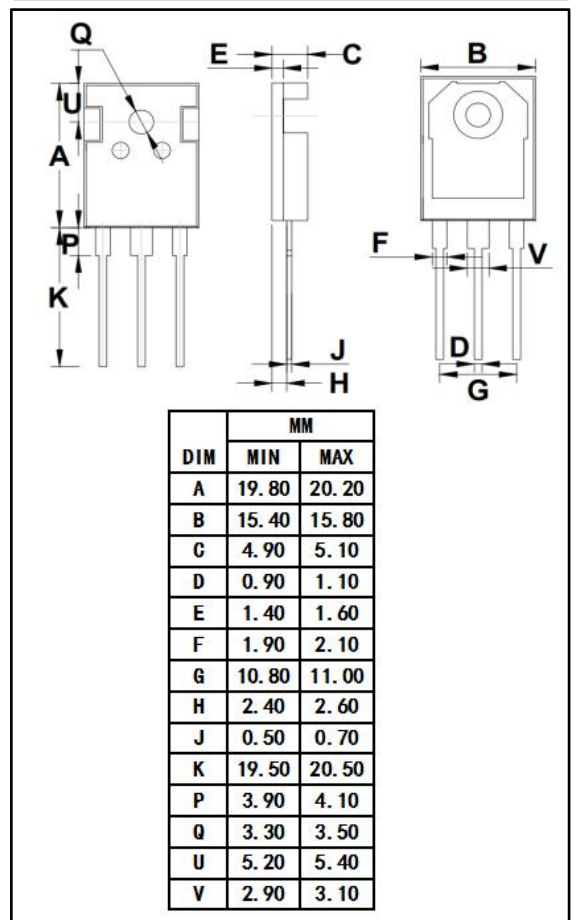 Q
E C B
U
A
P
K
F V
J D
H G
MM
DIM MIN MAX
A 19.80 20.20
B 15.40 15.80
C 4.90 5.10
D 0.90 1.10
E 1.40 1.60
F 1.90 2.10
G 10.80 11.00
H 2.40 2.60
J 0.50 0.70
K 19.50 20.50
P 3.90 4.10
Q 3.30 3.50
U 5.20 5.40
V 2.90 3.10